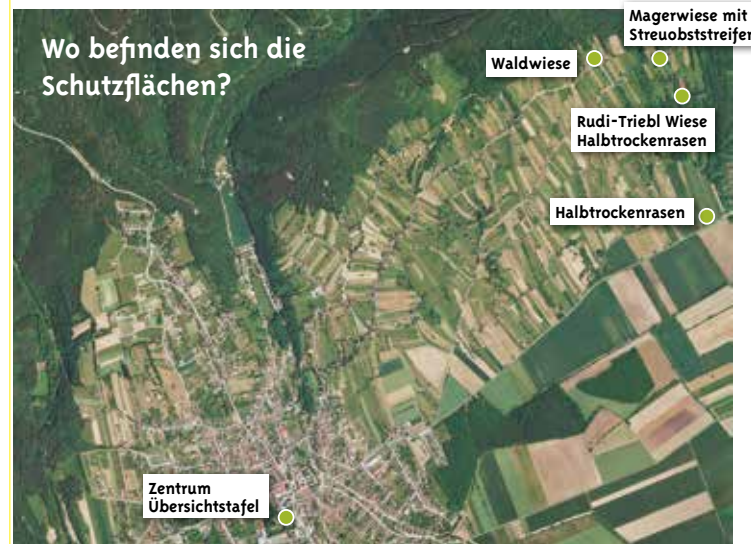 Wo befinden sich die
Schutzflächen?
Magerwiese mit
Streuobststreifen
Waldwiese
Rudi-Triebl Wiese
Halbtrockenrasen
Halbtrockenrasen
Zentrum
Übersichtstafel